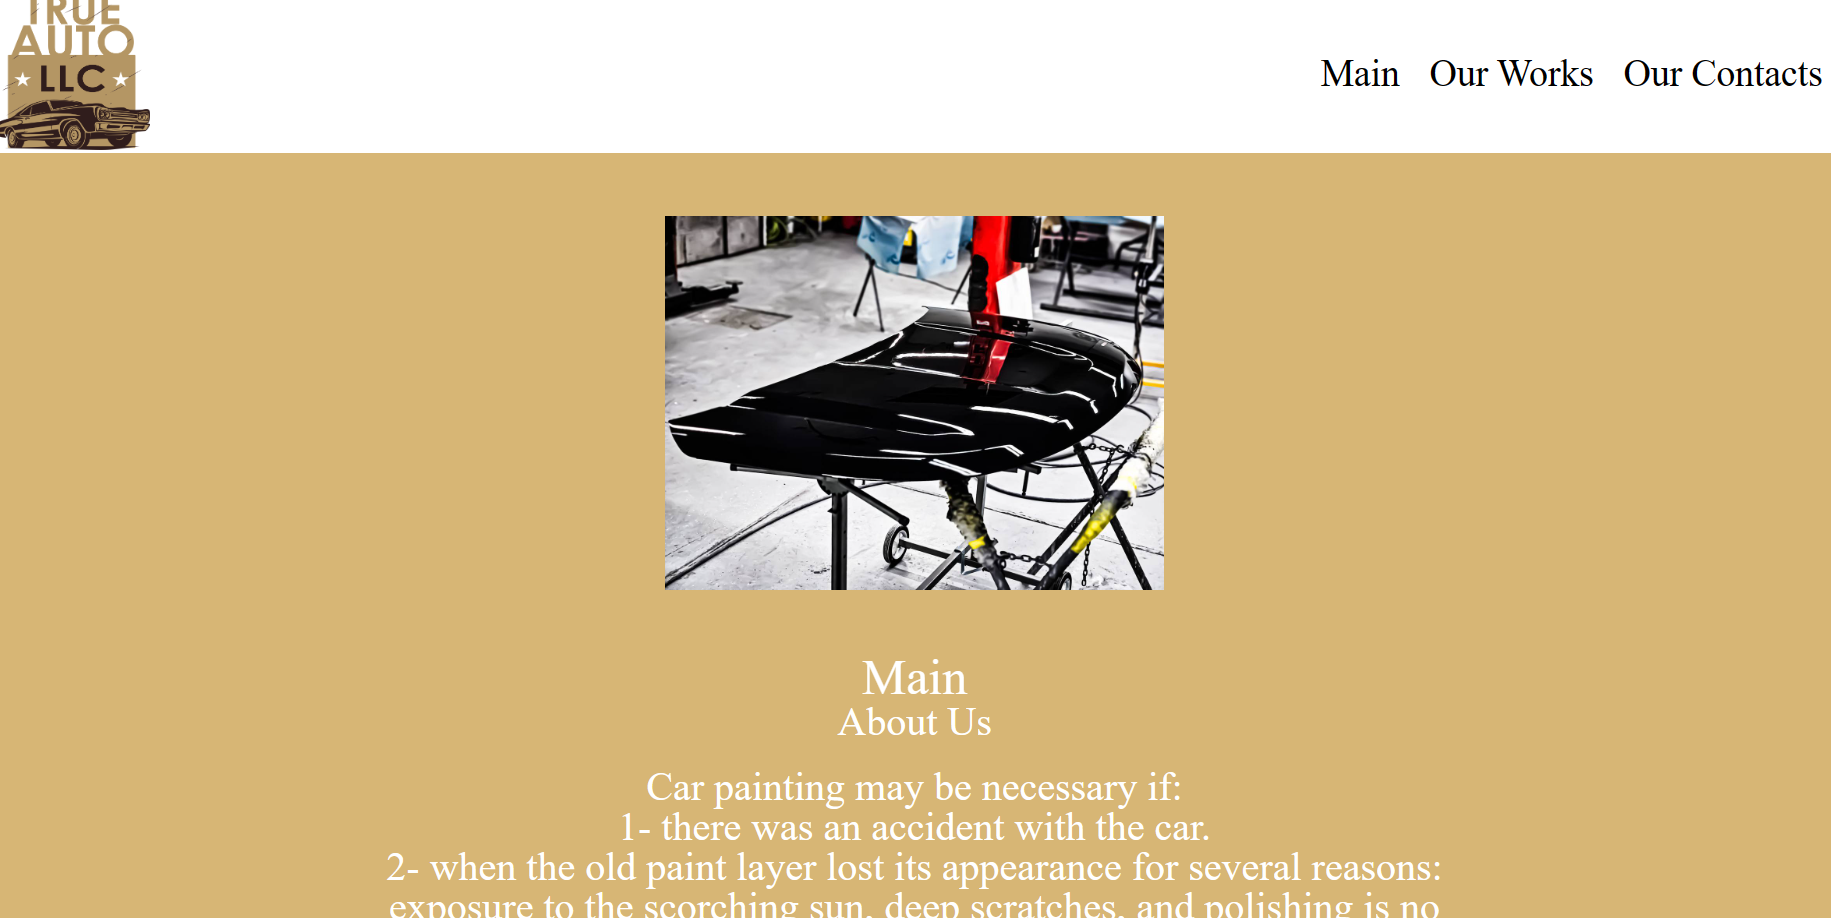 TRUE
AUTO
LLC
Main Our Works Our Contacts
Main
About Us
Car painting may be necessary if:
1- there was an accident with the car.
2- when the old paint layer lost its appearance for several reasons:
exposure to the scorching sun, deep scratches, and polishing is no